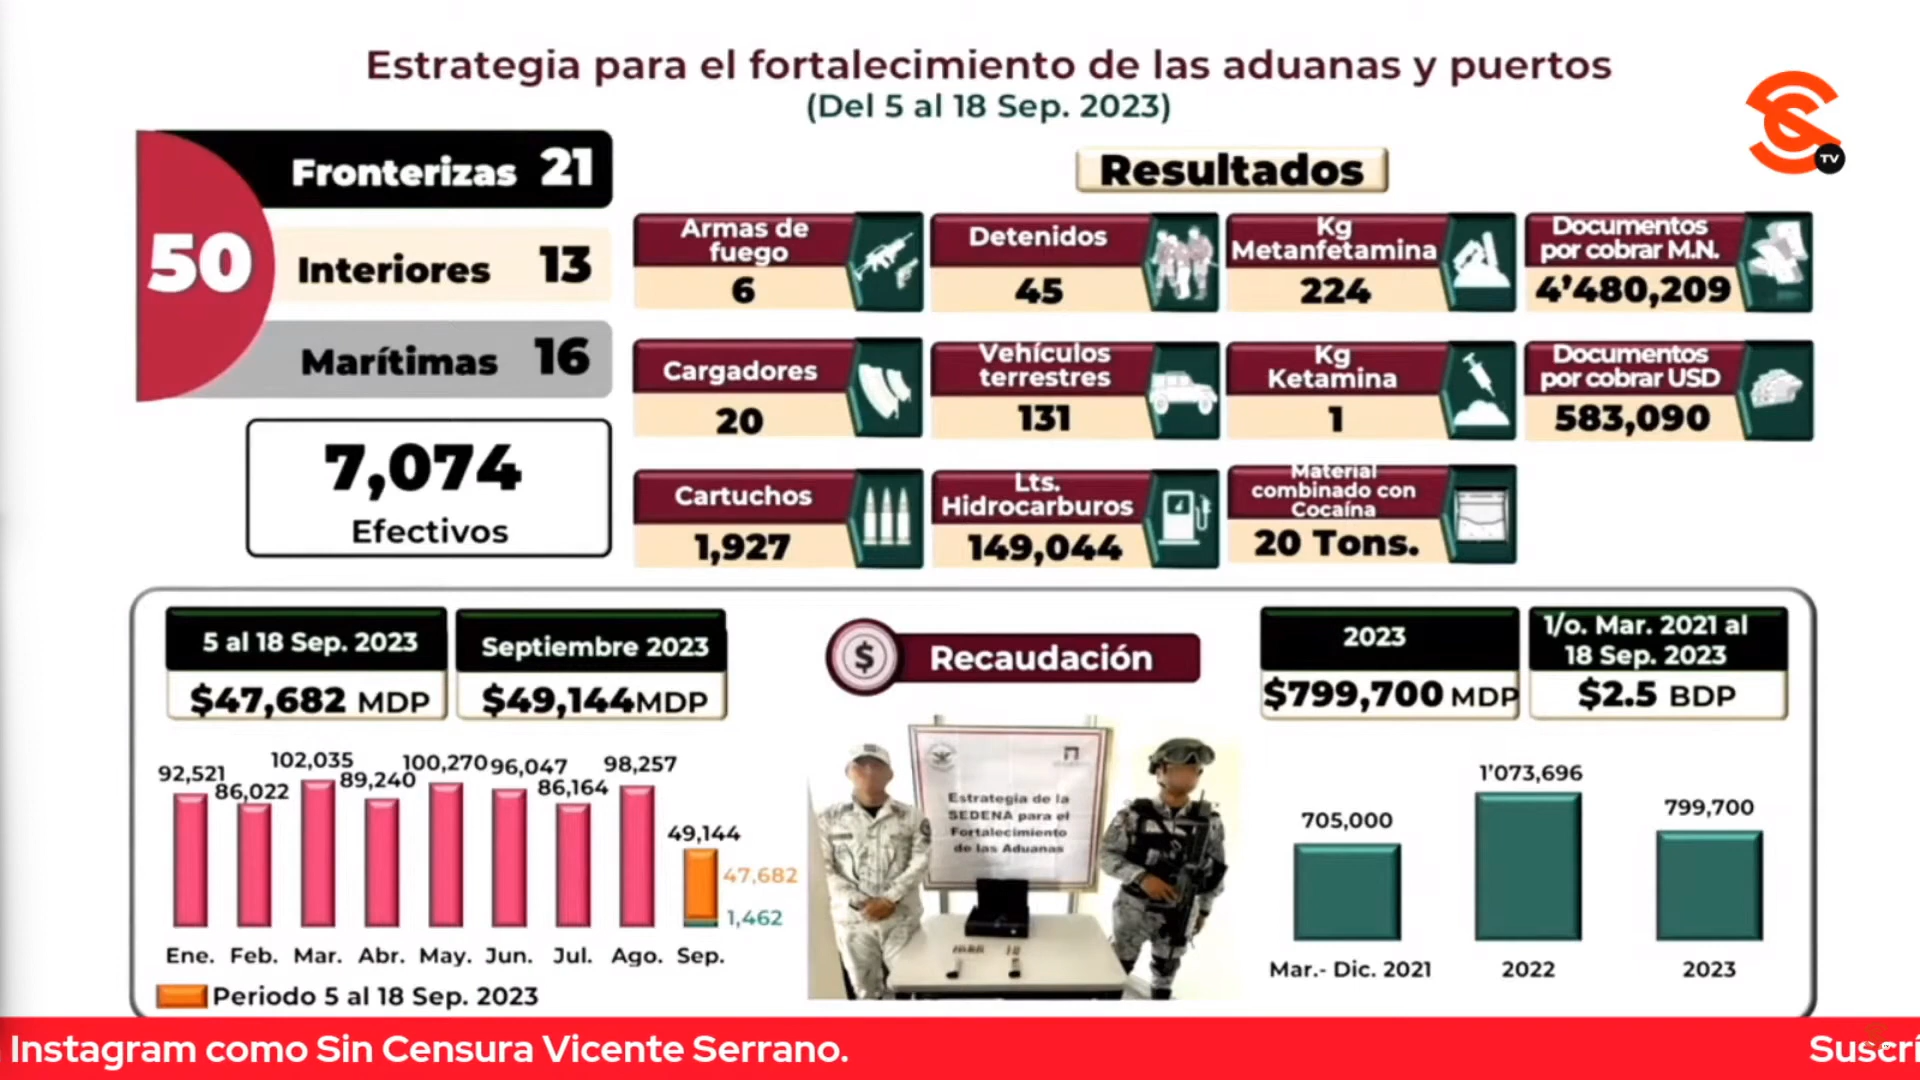 Estrategia para el fortalecimiento de las aduanas y puertos
(Del 5 al 18 Sep. 2023)
TV
50
Fronterizas 21
Interiores 13
Marítimas 16
7,074
Efectivos
Resultados
Armas de
fuego
6
Detenidos
45
Kg
Metanfetamina
224
Documentos
por cobrar M.N.
4'480,209
Cargadores
20
Vehículos
terrestres
131
Kg
Ketamina
1
Documentos
por cobrar USD
583,090
Cartuchos
1,927
Lts.
Hidrocarburos
149,044
Material
combinado con
Cocaína
20 Tons.
5 al 18 Sep. 2023
$47,682 MDP
Septiembre 2023
$49,144MDP
$ Recaudación
2023
$799,700 MDP
1/o. Mar. 2021 al
18 Sep. 2023
$2.5 BDP
92,521
86,022
102,035
89,240
100,270
96,047
86,164
98,257
49,144
47,682
1,462
Ene. Feb. Mar. Abr. May. Jun. Jul. Ago. Sep.
Periodo 5 al 18 Sep. 2023
Estrategia de la
SEDENA para el
Fortalecimiento
de las Aduanas
705,000
1'073,696
799,700
Mar.- Dic. 2021 2022 2023
Instagram como Sin Censura Vicente Serrano.
Suscrí